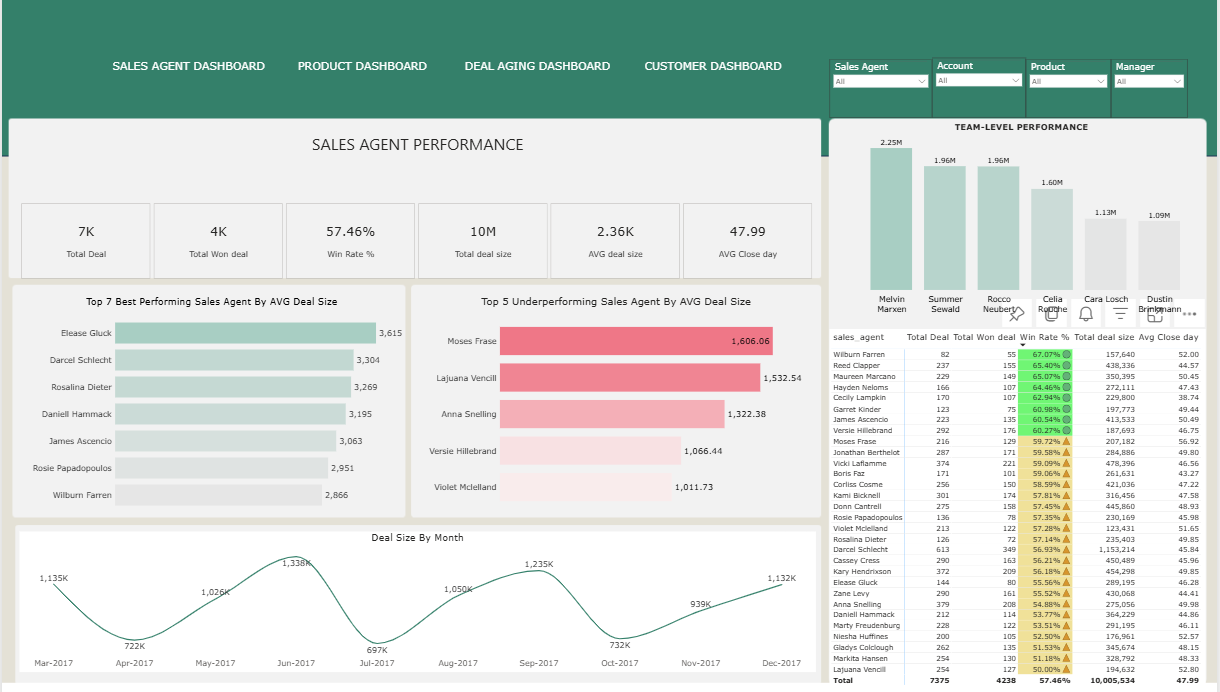 SALES AGENT DASHBOARD PRODUCT DASHBOARD DEAL AGING DASHBOARD CUSTOMER DASHBOARD
Sales Agent Account Product Manager
All All All All
SALES AGENT PERFORMANCE
7K 4K 57.46% 10M 2.36K 47.99
Total Deal Total Won deal Win Rate % Total deal size AVG deal size AVG Close day
Top 7 Best Performing Sales Agent By AVG Deal Size
Elease Gluck 3,615
Darcel Schlecht 3,304
Rosalina Dieter 3,269
Daniell Hammack 3,195
James Ascencio 3,063
Rosie Papadopoulos 2,951
Wilburn Farren 2,866
Top 5 Underperforming Sales Agent By AVG Deal Size
Moses Frase 1,606.06
Lajuana Vencill 1,532.54
Anna Snelling 1,322.38
Versie Hillebrand 1,066.44
Violet Mclelland 1,011.73
Deal Size By Month
1,135K 722K 1,026K 1,338K 697K 1,050K 1,235K 732K 939K 1,132K
Mar-2017 Apr-2017 May-2017 Jun-2017 Jul-2017 Aug-2017 Sep-2017 Oct-2017 Nov-2017 Dec-2017
TEAM-LEVEL PERFORMANCE
2.25M 1.96M 1.96M 1.60M 1.13M 1.09M
Melvin Summer Rocco Celia Cara Losch Dustin
Marxen Sewald Neubert Rouche Brinkmann
sales_agent Total Deal Total Won deal Win Rate % Total deal size Avg Close day
Wilburn Farren 82 55 67.07% 157,640 52.00
Reed Clapper 237 155 65.40% 438,336 44.57
Maureen Marcano 229 149 65.07% 350,395 50.45
Hayden Neloms 166 107 64.46% 272,111 47.43
Cecily Lampkin 170 107 62.94% 229,800 38.74
Garret Kinder 123 75 60.98% 197,773 49.44
James Ascencio 223 135 60.54% 413,533 50.49
Versie Hillebrand 292 176 60.27% 187,693 46.75
Moses Frase 216 129 59.72% 207,182 56.92
Jonathan Berthelot 287 171 59.58% 284,886 49.80
Vicki Laflamme 374 221 59.09% 478,396 46.56
Boris Faz 171 101 59.06% 261,631 43.27
Corliss Cosme 256 150 58.59% 421,036 47.22
Kami Bicknell 301 174 57.81% 316,456 47.58
Donn Cantrell 275 158 57.45% 445,860 48.93
Rosie Papadopoulos 136 78 57.35% 230,169 45.98
Violet Mclelland 213 122 57.28% 123,431 51.65
Rosalina Dieter 126 72 57.14% 235,403 49.85
Darcel Schlecht 613 349 56.93% 1,153,214 45.84
Cassey Cress 290 163 56.21% 450,489 45.96
Kary Hendrixson 372 209 56.18% 454,298 49.85
Elease Gluck 144 80 55.56% 289,195 46.28
Zane Levy 290 161 55.52% 430,068 44.41
Anna Snelling 379 208 54.88% 275,056 49.98
Daniell Hammack 212 114 53.77% 364,229 44.86
Marty Freudenburg 228 122 53.51% 291,195 46.11
Niesha Huffines 200 105 52.50% 176,961 52.57
Gladys Colclough 262 135 51.53% 345,674 48.15
Markita Hansen 254 130 51.18% 328,792 48.33
Lajuana Vencill 254 127 50.00% 194,632 52.80
Total 7375 4238 57.46% 10,005,534 47.99